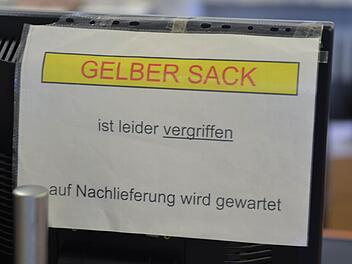 GELBER SACK
ist leider vergriffen
auf Nachlieferung wird gewartet